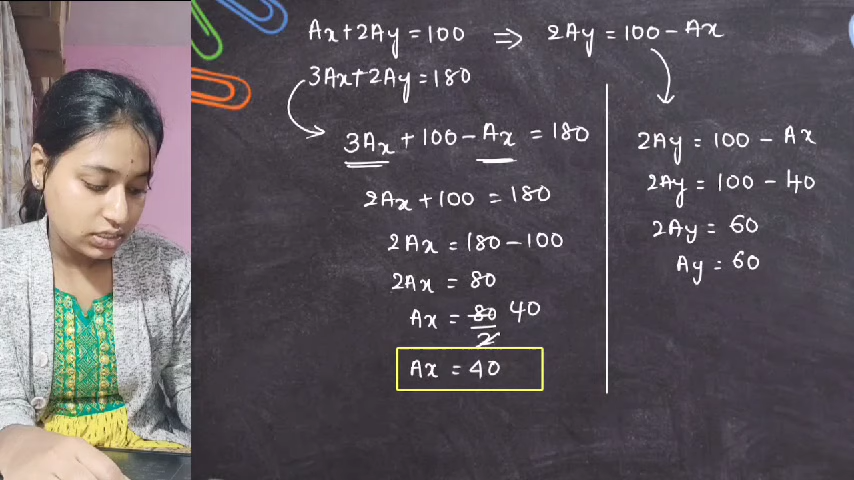 Ax+2Ay=100 ⇒ 2Ay = 100 - Ax
3Ax+2Ay=180
3Ax +100- Ax = 180
2Ax +100 = 180
2Ax = 180-100
2Ax = 80
Ax = 80/2 40
Ax = 40
2Ay = 100 - Ax
2Ay = 100 - 40
2Ay = 60
Ay = 60